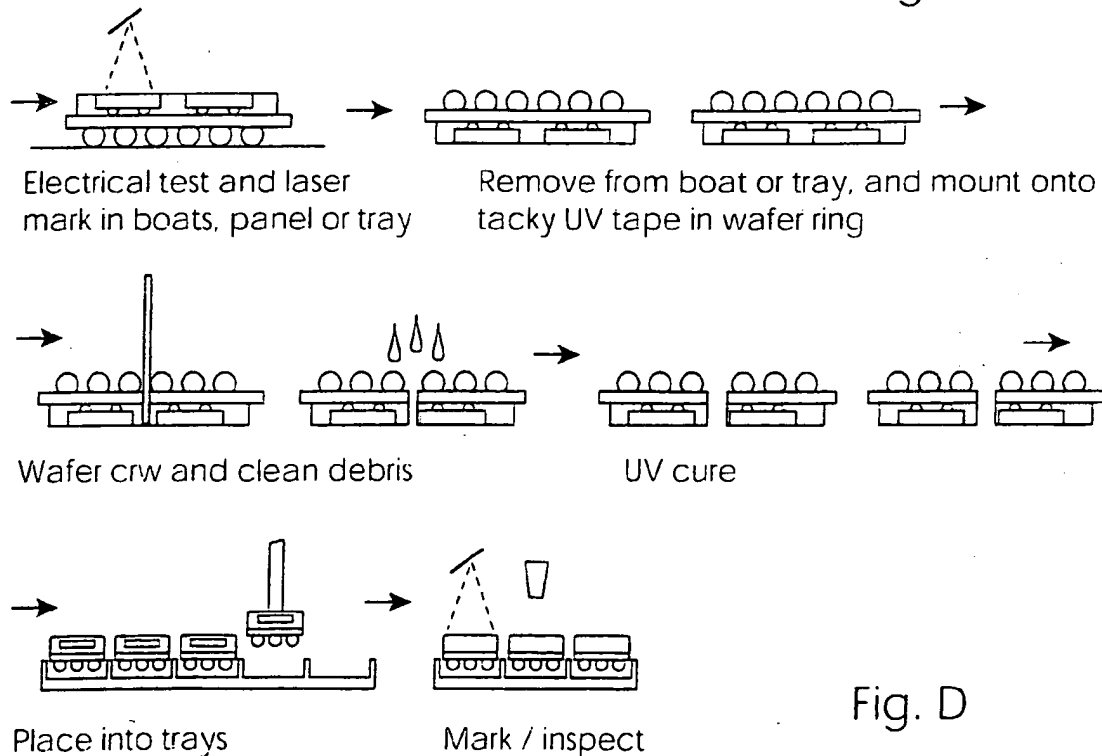 Electrical test and laser
mark in boats, panel or tray
Remove from boat or tray, and mount onto
tacky UV tape in wafer ring
Wafer crw and clean debris
UV cure
Place into trays
Mark / inspect
Fig. D